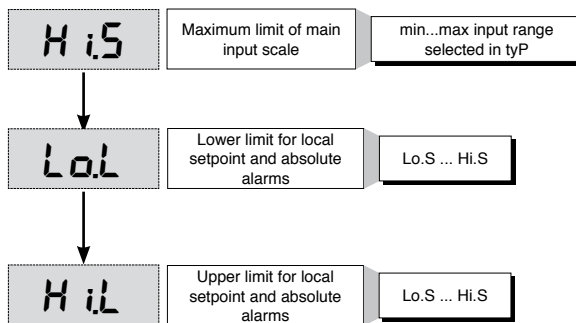 Hi.S
Maximum limit of main
input scale
min...max input range
selected in tyP
Lo.L
Lower limit for local
setpoint and absolute
alarms
Lo.S ... Hi.S
Hi.L
Upper limit for local
setpoint and absolute
alarms
Lo.S ... Hi.S